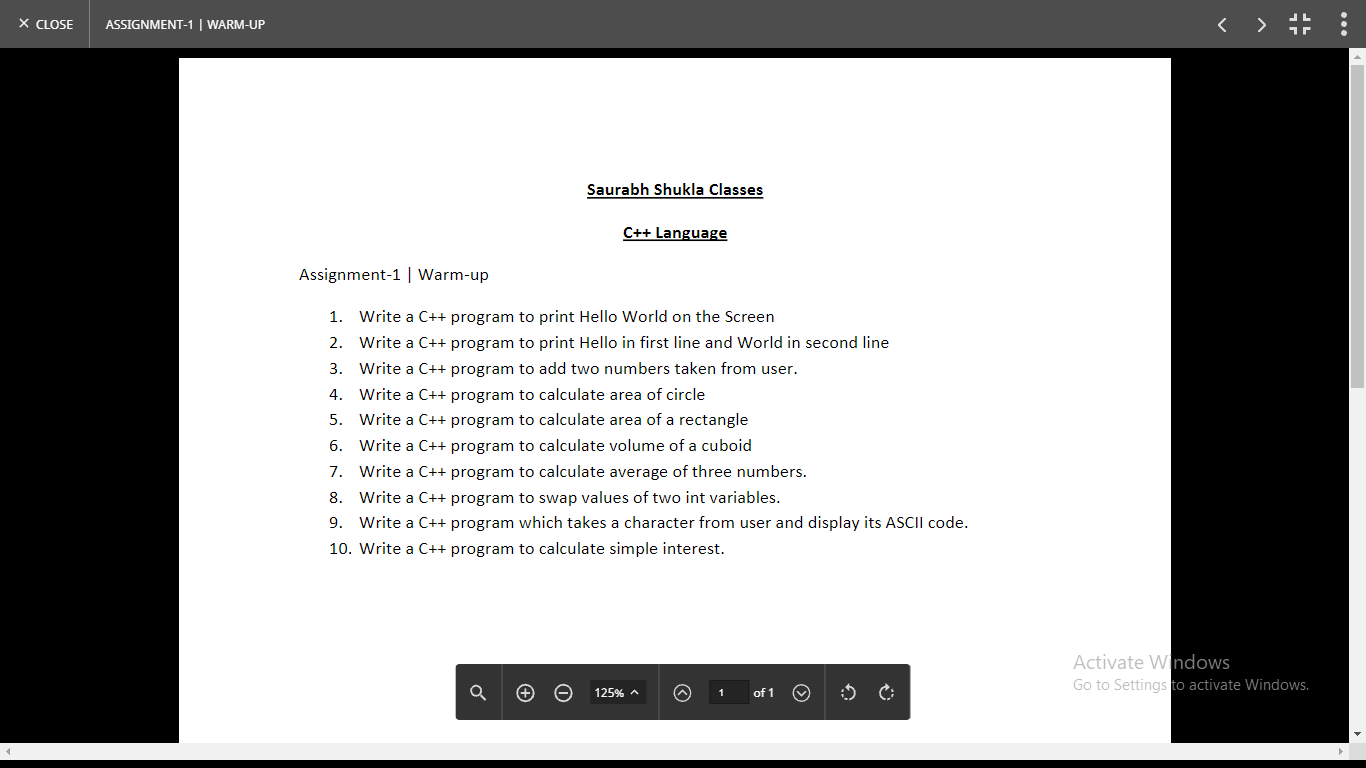 × CLOSE
ASSIGNMENT-1 | WARM-UP
Saurabh Shukla Classes
C++ Language
Assignment-1 | Warm-up
1. Write a C++ program to print Hello World on the Screen
2. Write a C++ program to print Hello in first line and World in second line
3. Write a C++ program to add two numbers taken from user.
4. Write a C++ program to calculate area of circle
5. Write a C++ program to calculate area of a rectangle
6. Write a C++ program to calculate volume of a cuboid
7. Write a C++ program to calculate average of three numbers.
8. Write a C++ program to swap values of two int variables.
9. Write a C++ program which takes a character from user and display its ASCII code.
10. Write a C++ program to calculate simple interest.
Activate Windows
Go to Settings to activate Windows.
125%
1 of 1